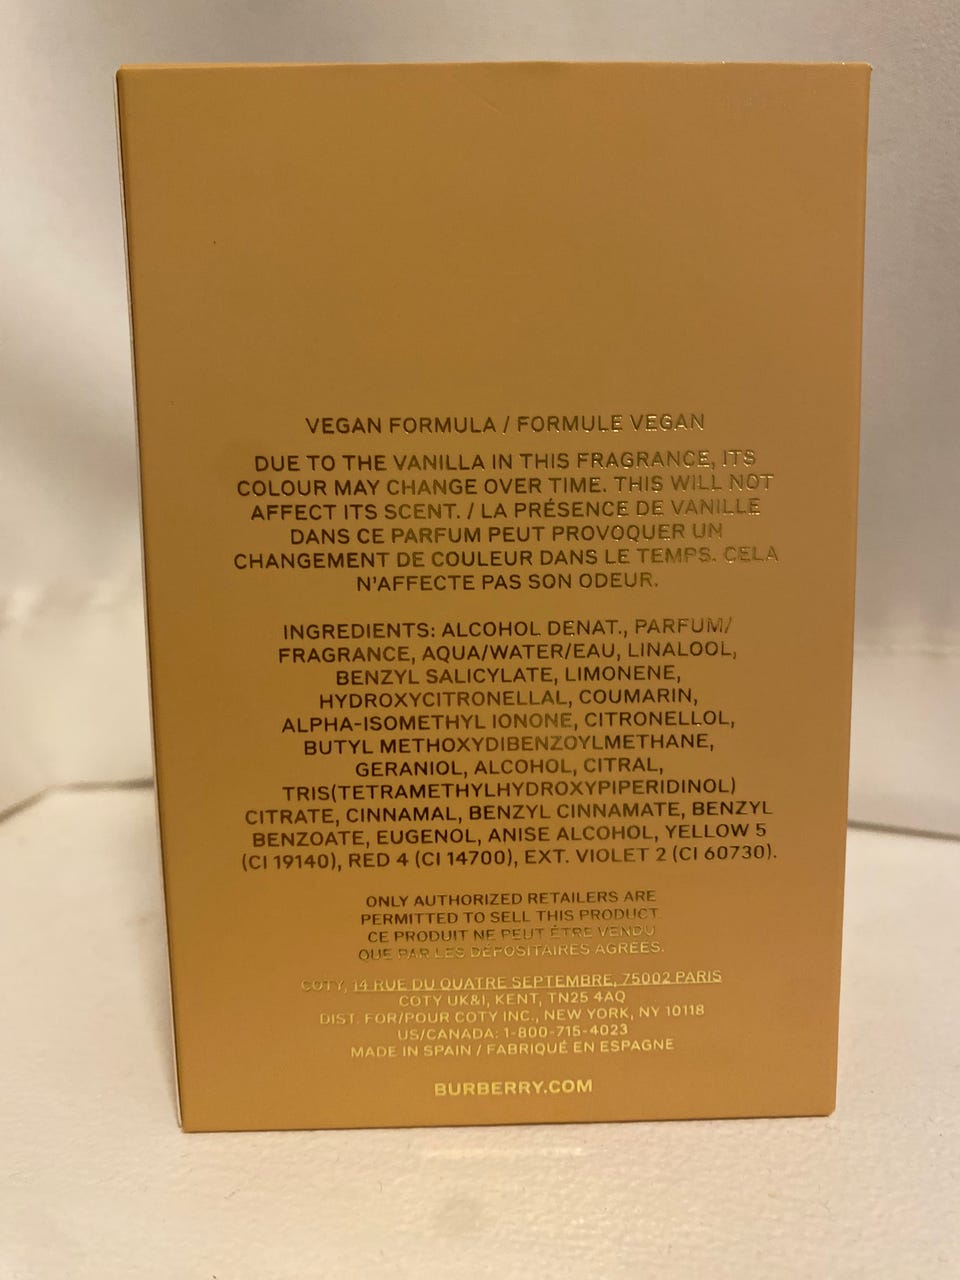 VEGAN FORMULA / FORMULE VEGAN
DUE TO THE VANILLA IN THIS FRAGRANCE, ITS
COLOUR MAY CHANGE OVER TIME. THIS WILL NOT
AFFECT ITS SCENT. / LA PRÉSENCE DE VANILLE
DANS CE PARFUM PEUT PROVOQUER UN
CHANGEMENT DE COULEUR DANS LE TEMPS. CELA
N'AFFECTE PAS SON ODEUR.
INGREDIENTS: ALCOHOL DENAT., PARFUM/
FRAGRANCE, AQUA/WATER/EAU, LINALOOL,
BENZYL SALICYLATE, LIMONENE,
HYDROXYCITRONELLAL, COUMARIN,
ALPHA-ISOMETHYL IONONE, CITRONELLOL,
BUTYL METHOXYDIBENZOYLMETHANE,
GERANIOL, ALCOHOL, CITRAL,
TRIS(TETRAMETHYLHYDROXYPIPERIDINOL)
CITRATE, CINNAMAL, BENZYL CINNAMATE, BENZYL
BENZOATE, EUGENOL, ANISE ALCOHOL, YELLOW 5
(CI 19140), RED 4 (CI 14700), EXT. VIOLET 2 (CI 60730).
ONLY AUTHORIZED RETAILERS ARE
PERMITTED TO SELL THIS PRODUCT.
CE PRODUIT NE PEUT ÊTRE VENDU
QUE PAR LES DÉPOSITAIRES AGRÉÉS.
COTY, 14 RUE DU QUATRE SEPTEMBRE, 75002 PARIS
COTY UK&I, KENT, TN25 4AQ
DIST. FOR/POUR COTY INC., NEW YORK, NY 10118
US/CANADA: 1-800-715-4023
MADE IN SPAIN / FABRIQUÉ EN ESPAGNE
BURBERRY.COM